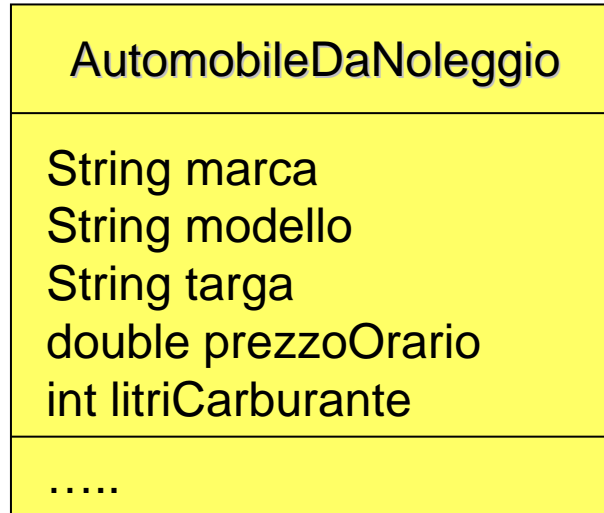 AutomobileDaNoleggio
String marca
String modello
String targa
double prezzoOrario
int litriCarburante
…..